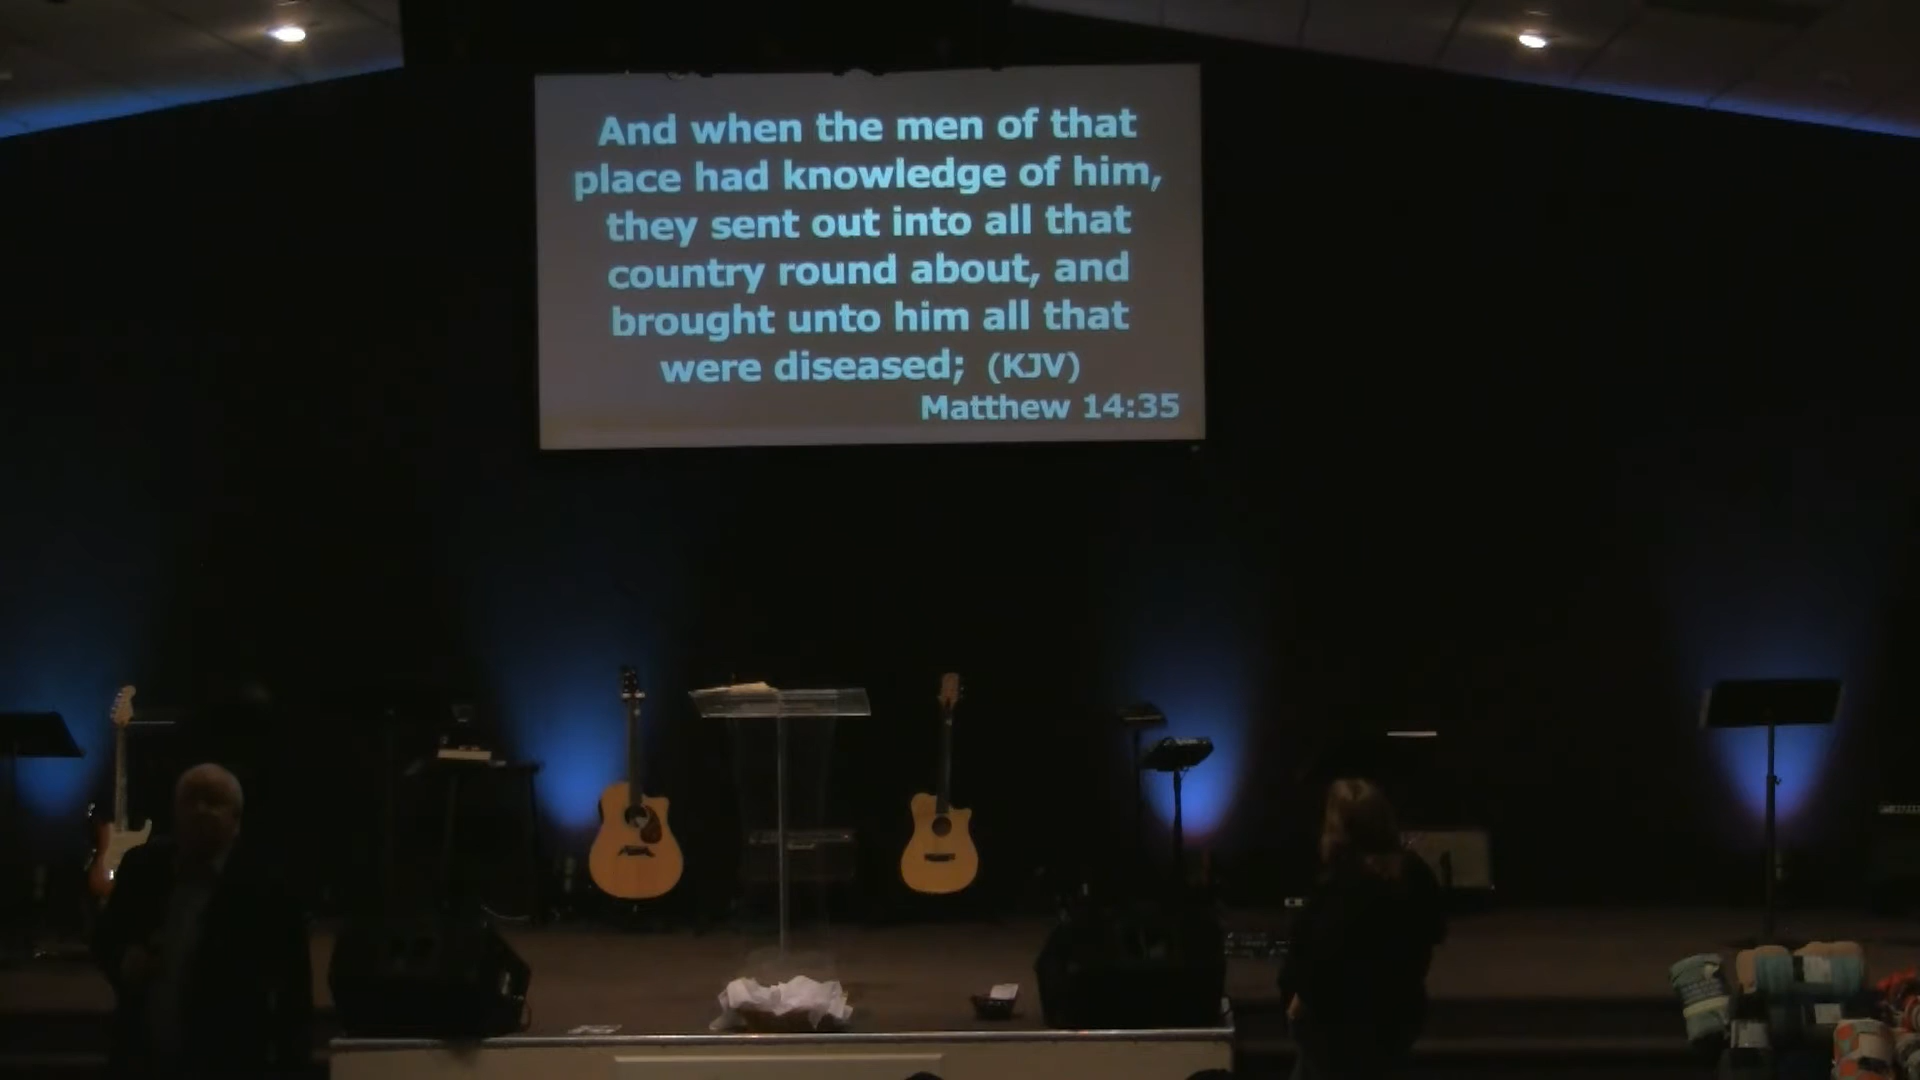 And when the men of that
place had knowledge of him,
they sent out into all that
country round about, and
brought unto him all that
were diseased; (KJV)
Matthew 14:35